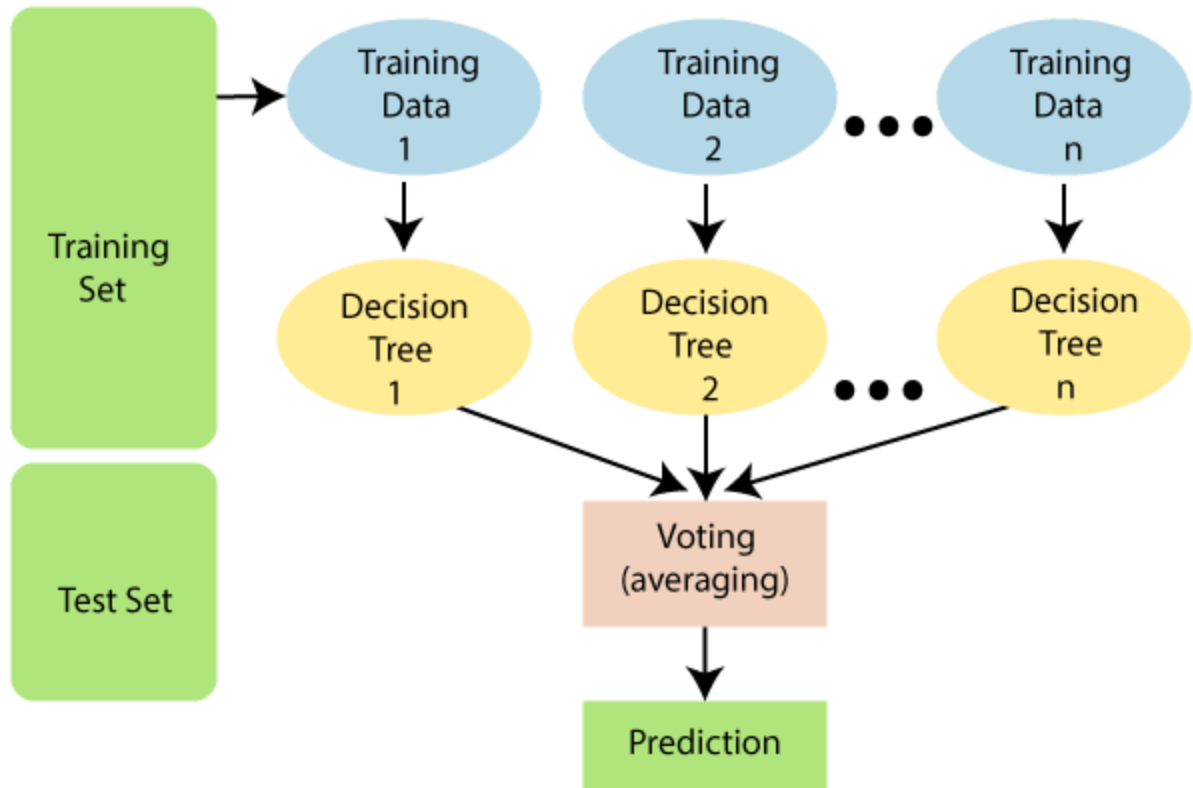 Training
Data
1
Training
Data
2
Training
Data
n
Training
Set
Decision
Tree
1
Decision
Tree
2
Decision
Tree
n
Test Set
Voting
(averaging)
Prediction